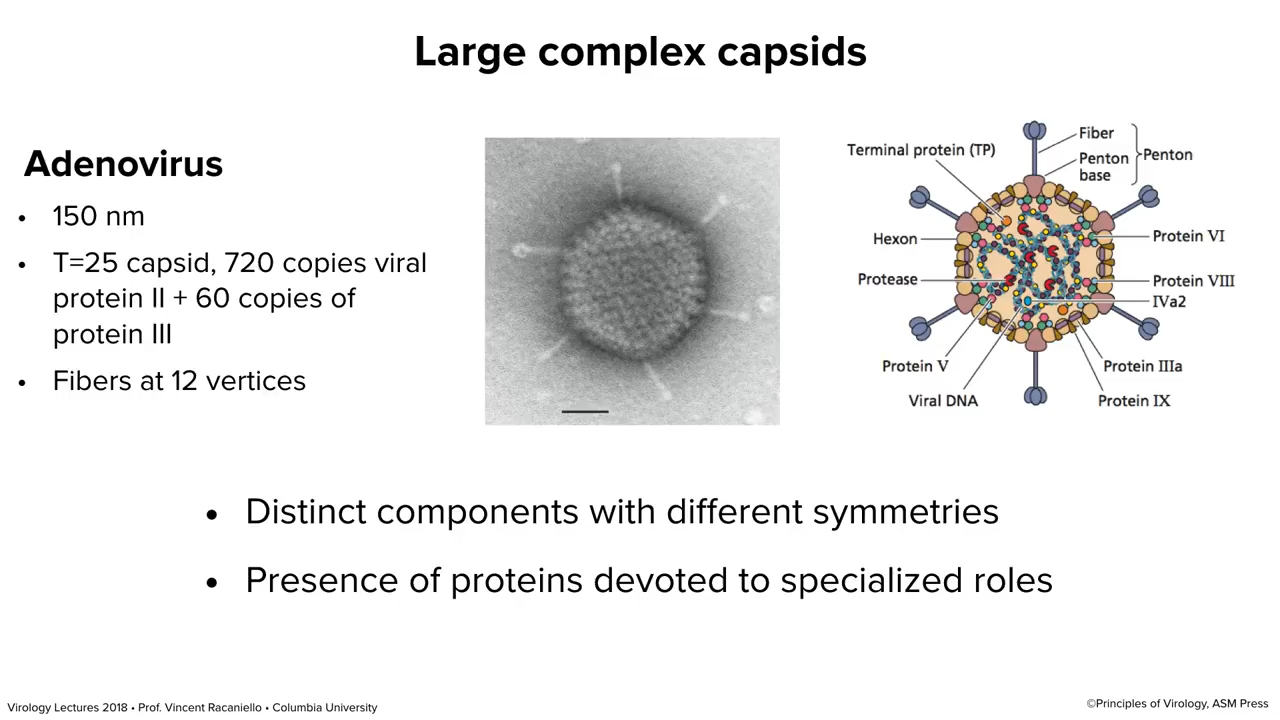 Large complex capsids
Adenovirus
• 150 nm
• T=25 capsid, 720 copies viral
protein II + 60 copies of
protein III
• Fibers at 12 vertices
Terminal protein (TP)
Fiber
Penton
base
Penton
Hexon
Protein VI
Protease
Protein VIII
IVa2
Protein V
Protein IIIa
Viral DNA
Protein IX
• Distinct components with different symmetries
• Presence of proteins devoted to specialized roles
Virology Lectures 2018 • Prof. Vincent Racaniello • Columbia University
©Principles of Virology, ASM Press